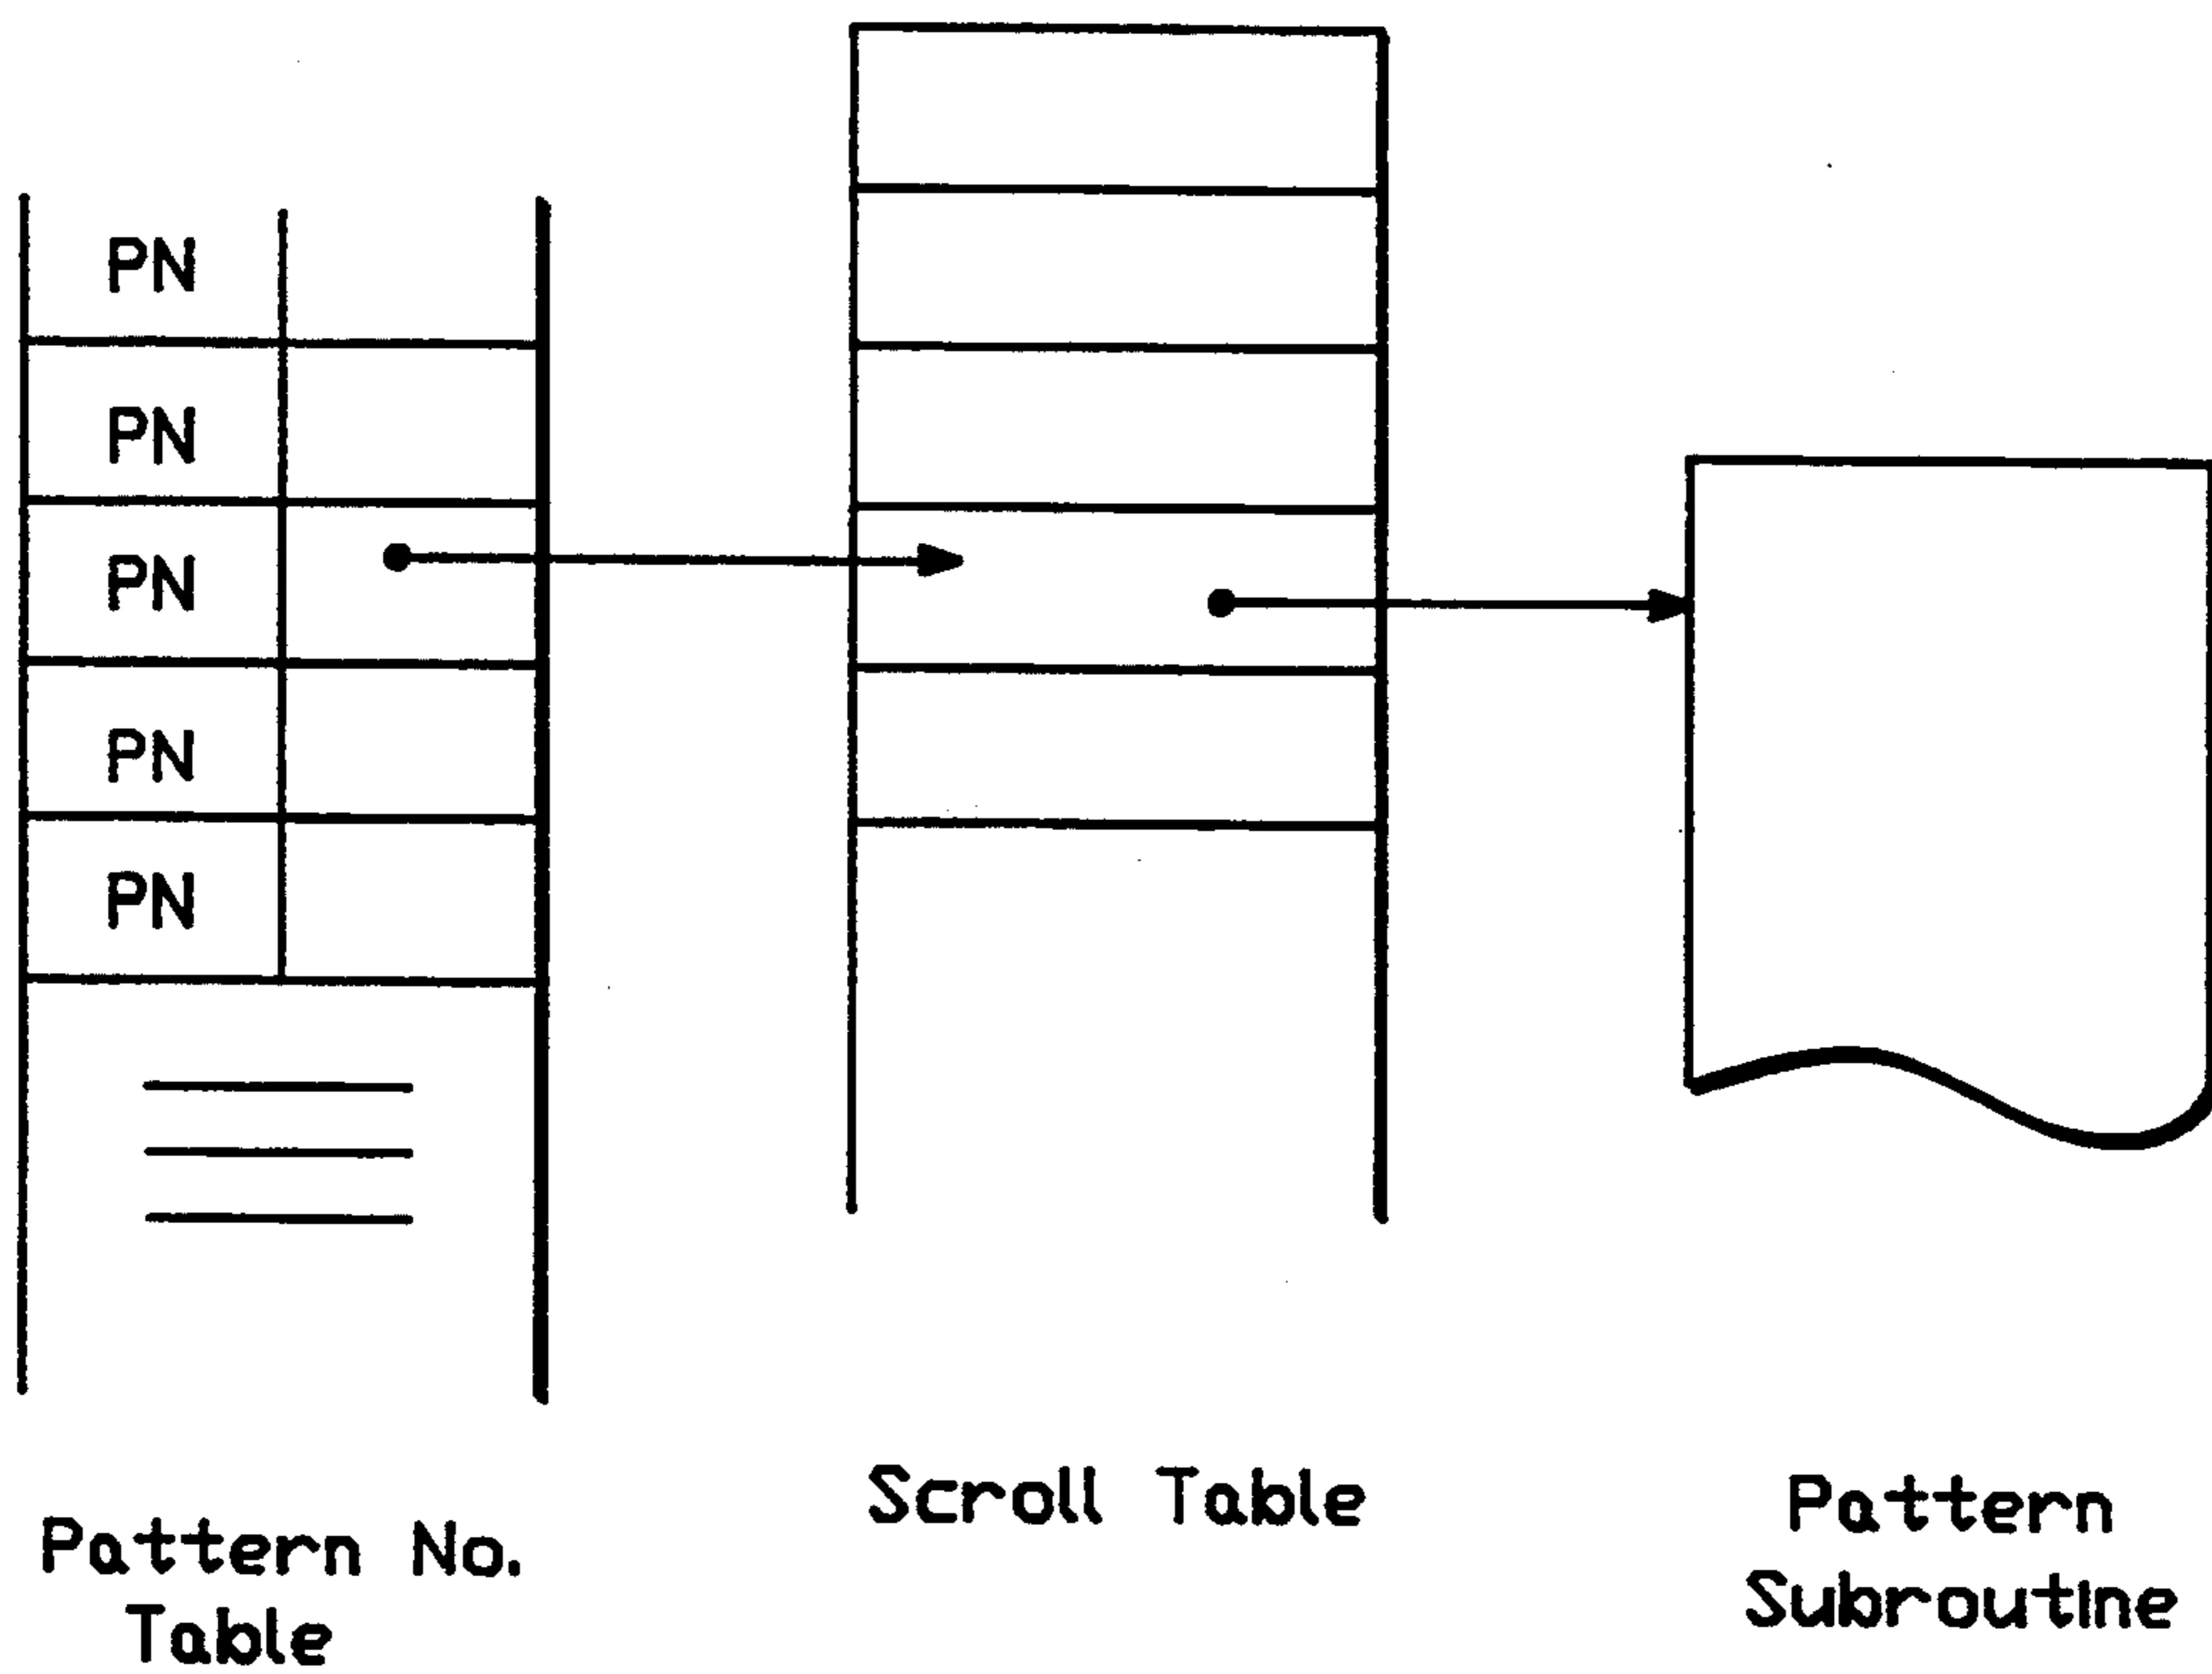 PN
PN
PN
PN
PN
Pattern No.
Table
Scroll Table
Pattern
Subroutine